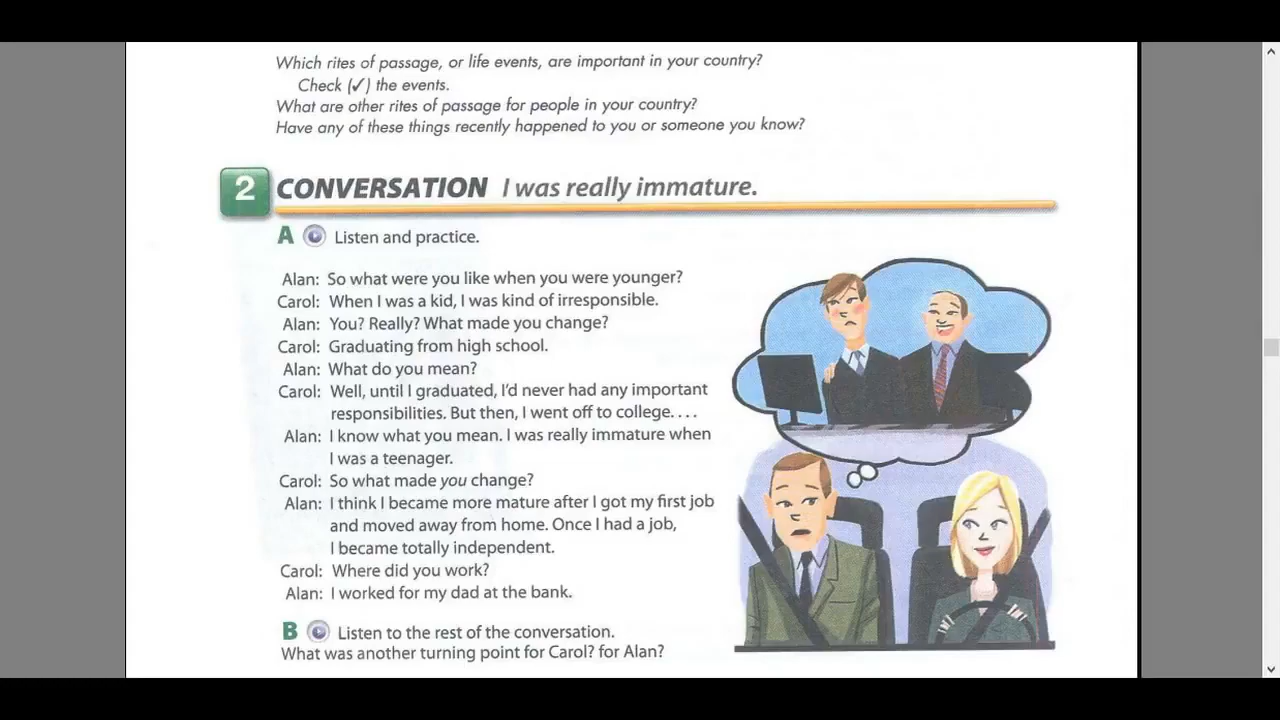 Which rites of passage, or life events, are important in your country?
Check (✓) the events.
What are other rites of passage for people in your country?
Have any of these things recently happened to you or someone you know?
2 CONVERSATION I was really immature.
A Listen and practice.
Alan: So what were you like when you were younger?
Carol: When I was a kid, I was kind of irresponsible.
Alan: You? Really? What made you change?
Carol: Graduating from high school.
Alan: What do you mean?
Carol: Well, until I graduated, I'd never had any important
responsibilities. But then, I went off to college. . . .
Alan: I know what you mean. I was really immature when
I was a teenager.
Carol: So what made you change?
Alan: I think I became more mature after I got my first job
and moved away from home. Once I had a job,
I became totally independent.
Carol: Where did you work?
Alan: I worked for my dad at the bank.
B Listen to the rest of the conversation.
What was another turning point for Carol? for Alan?